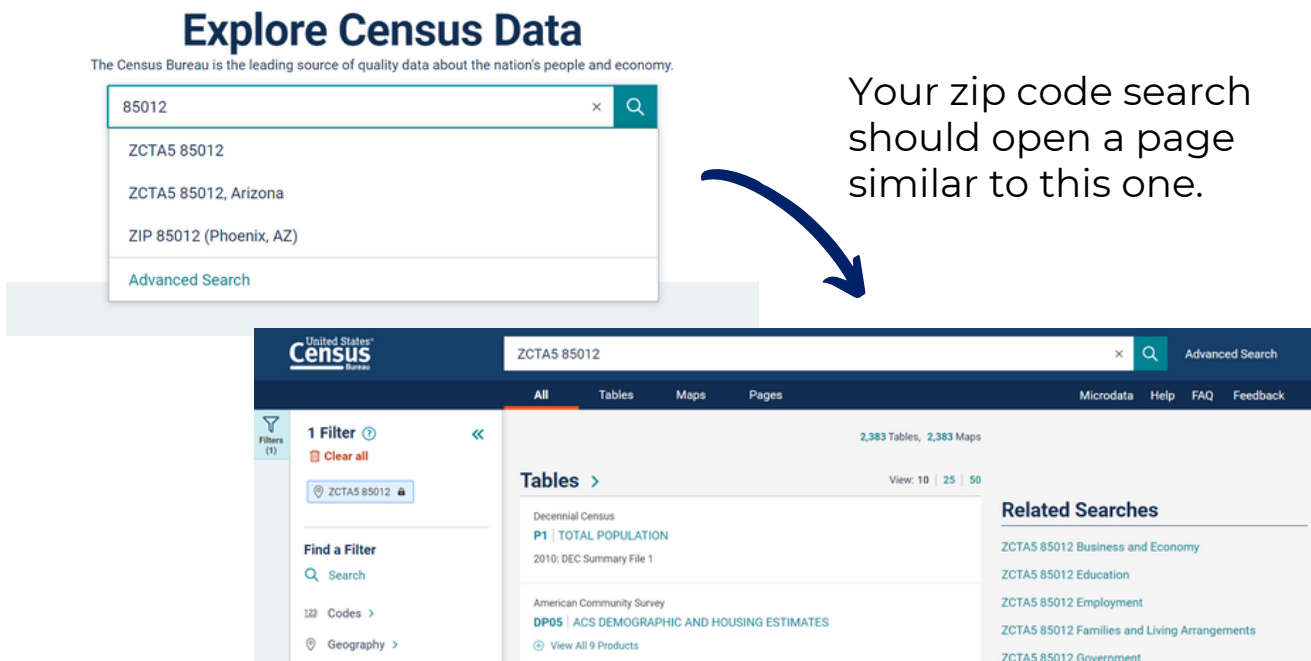 Explore Census Data
The Census Bureau is the leading source of quality data about the nation's people and economy.
85012
ZCTA5 85012
ZCTA5 85012, Arizona
ZIP 85012 (Phoenix, AZ)
Advanced Search
Your zip code search
should open a page
similar to this one.
United States®
Census
Bureau
ZCTA5 85012
Advanced Search
All Tables Maps Pages
Microdata Help FAQ Feedback
Filters
(1)
1 Filter
Clear all
ZCTA5 85012
Find a Filter
Search
123 Codes
Geography
2,383 Tables, 2,383 Maps
Tables
View: 10 | 25 | 50
Decennial Census
P1 | TOTAL POPULATION
2010: DEC Summary File 1
American Community Survey
DP05 | ACS DEMOGRAPHIC AND HOUSING ESTIMATES
View All 9 Products
Related Searches
ZCTA5 85012 Business and Economy
ZCTA5 85012 Education
ZCTA5 85012 Employment
ZCTA5 85012 Families and Living Arrangements
ZCTA5 85012 Government